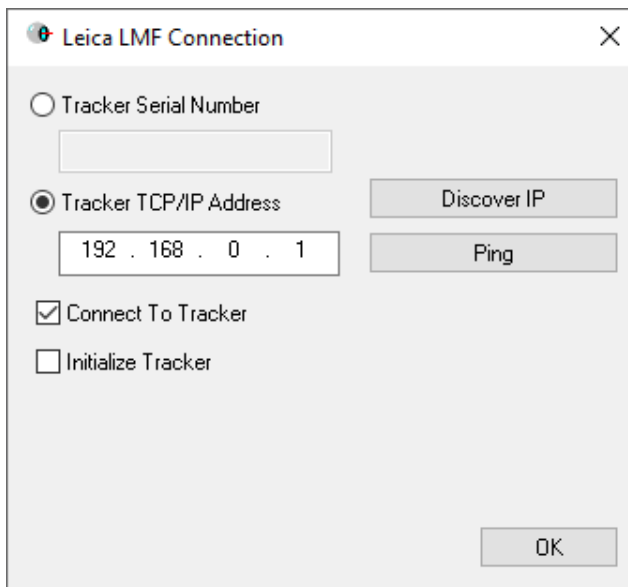 Leica LMF Connection
Tracker Serial Number
Tracker TCP/IP Address
Discover IP
192 . 168 . 0 . 1
Ping
Connect To Tracker
Initialize Tracker
OK